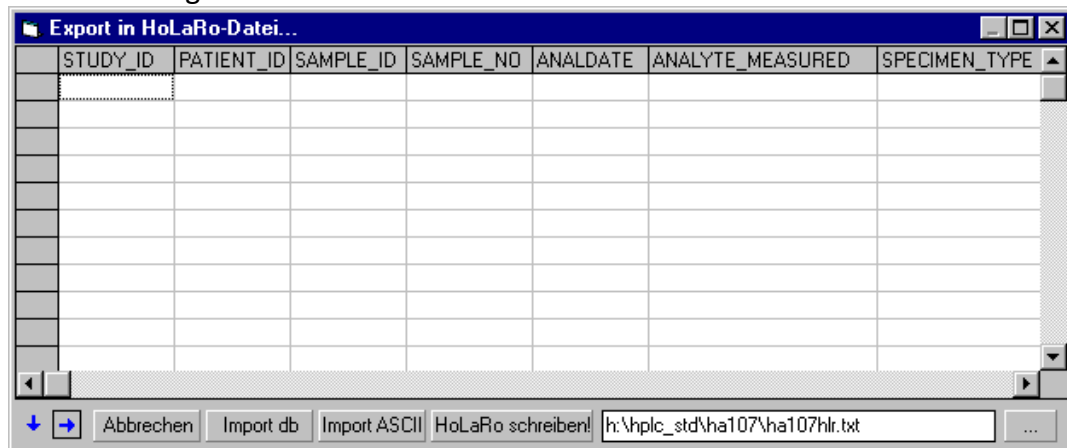 Export in HoLaRo-Datei...
STUDY_ID PATIENT_ID SAMPLE_ID SAMPLE_NO ANALDATE ANALYTE_MEASURED SPECIMEN_TYPE
Abbrechen Import db Import ASCII HoLaRo schreiben! h:\hplc_std\ha107\ha107hlr.txt ...